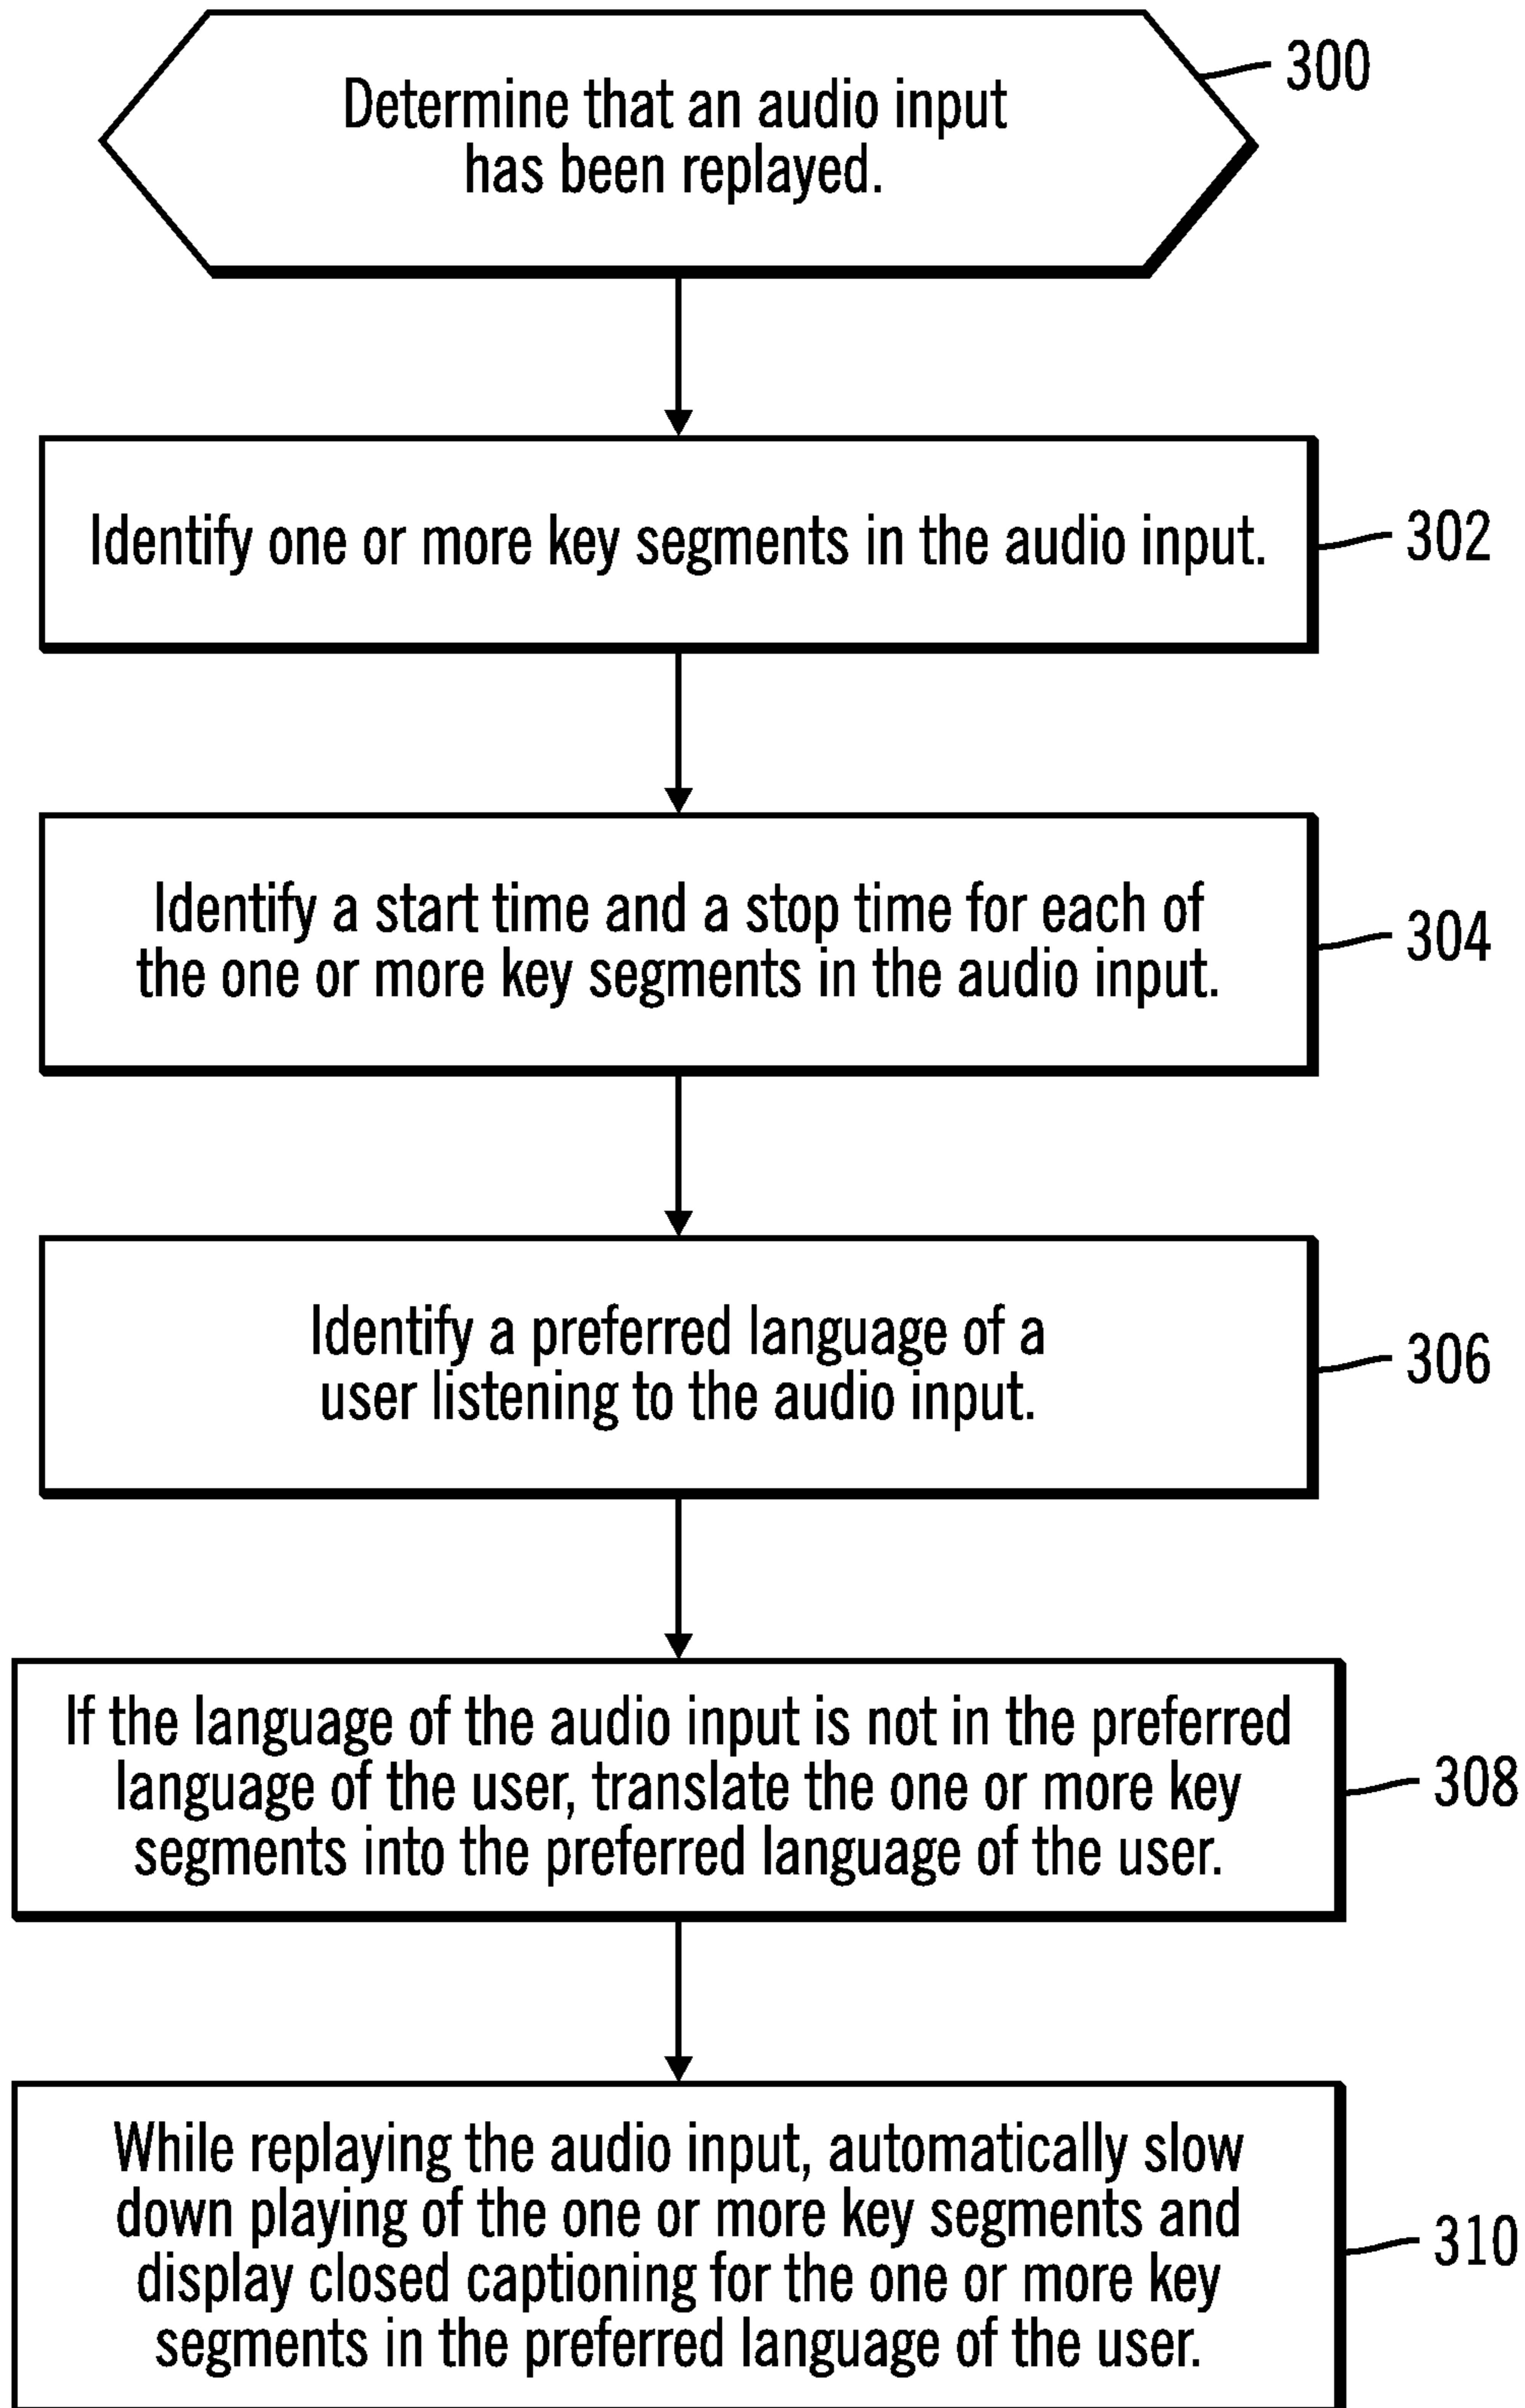 Determine that an audio input
has been replayed.
300
Identify one or more key segments in the audio input.
302
Identify a start time and a stop time for each of
the one or more key segments in the audio input.
304
Identify a preferred language of a
user listening to the audio input.
306
If the language of the audio input is not in the preferred
language of the user, translate the one or more key
segments into the preferred language of the user.
308
While replaying the audio input, automatically slow
down playing of the one or more key segments and
display closed captioning for the one or more key
segments in the preferred language of the user.
310